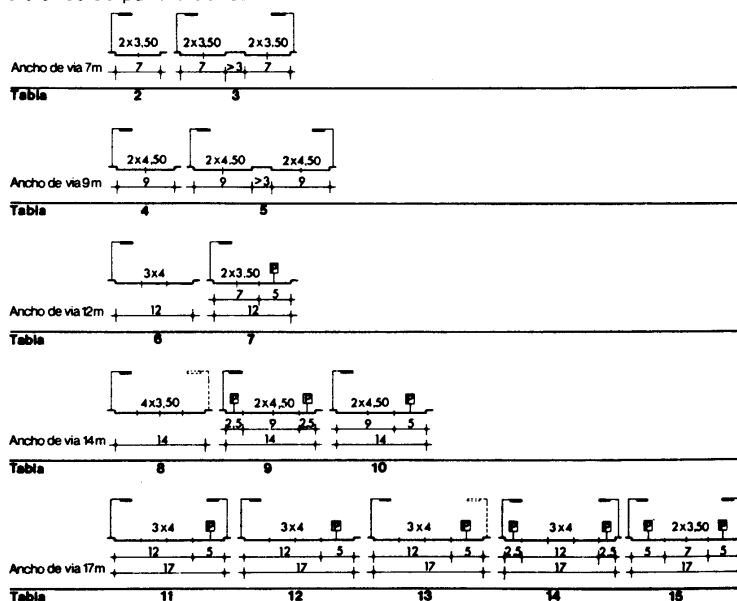 2x3,50 2x3,50 2x3,50
Ancho de via 7m 7 7 >3 7
Tabla 2 3
2x4,50 2x4,50 2x4,50
Ancho de via 9m 9 9 >3 9
Tabla 4 5
3x4 2x3,50 P
7 5
Ancho de via 12m 12 12
Tabla 6 7
4x3,50 P 2x4,50 P 2x4,50 P
2,5 9 2,5 9 5
Ancho de via 14m 14 14 14
Tabla 8 9 10
3x4 P 3x4 P 3x4 P P 3x4 P P 2x3,50 P
12 5 12 5 12 5 2,5 12 2,5 5 7 5
Ancho de via 17m 17 17 17 17 17
Tabla 11 12 13 14 15